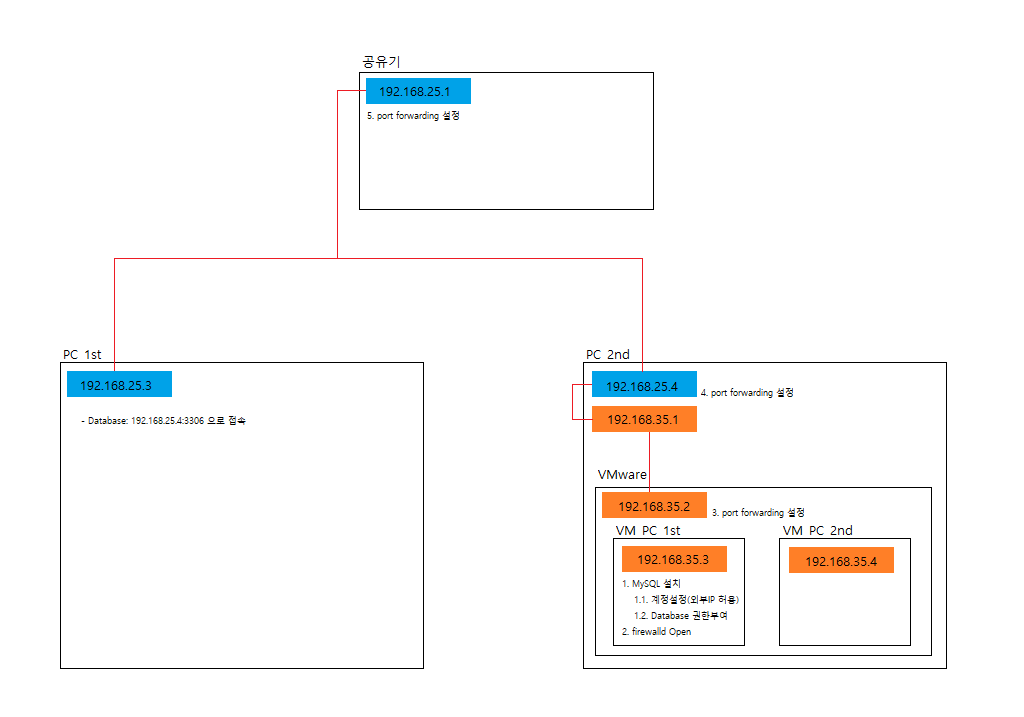 공유기
192.168.25.1
5. port forwarding 설정
PC 1st
192.168.25.3
- Database: 192.168.25.4:3306 으로 접속
PC 2nd
192.168.25.4
4. port forwarding 설정
192.168.35.1
VMware
192.168.35.2
3. port forwarding 설정
VM PC 1st
192.168.35.3
1. MySQL 설치
1.1. 계정설정(외부IP 허용)
1.2. Database 권한부여
2. firewalld Open
VM PC 2nd
192.168.35.4